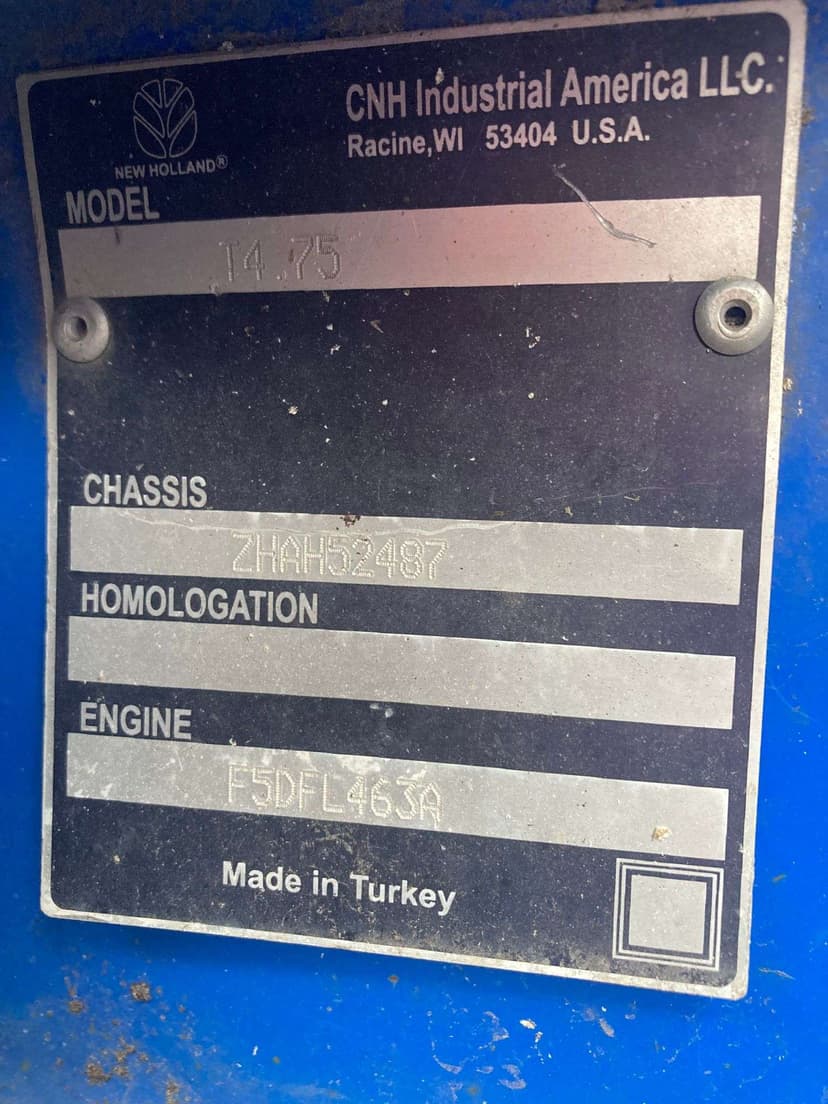 CNH Industrial America LLC.
Racine,WI 53404 U.S.A.
NEW HOLLAND®
MODEL
T4.75
CHASSIS
ZHAH52487
HOMOLOGATION
ENGINE
F5DFL463A
Made in Turkey